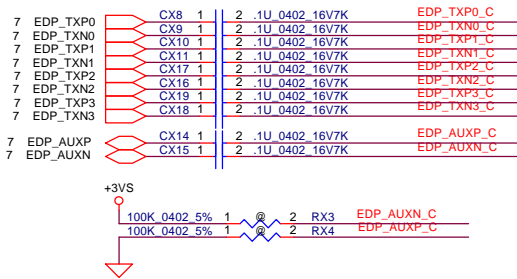 7 EDP_TXP0 CX8 1 2 .1U_0402_16V7K EDP_TXP0_C
7 EDP_TXN0 CX9 1 2 .1U_0402_16V7K EDP_TXN0_C
7 EDP_TXP1 CX10 1 2 .1U_0402_16V7K EDP_TXP1_C
7 EDP_TXN1 CX11 1 2 .1U_0402_16V7K EDP_TXN1_C
7 EDP_TXP2 CX17 1 2 .1U_0402_16V7K EDP_TXP2_C
7 EDP_TXN2 CX16 1 2 .1U_0402_16V7K EDP_TXN2_C
7 EDP_TXP3 CX19 1 2 .1U_0402_16V7K EDP_TXP3_C
7 EDP_TXN3 CX18 1 2 .1U_0402_16V7K EDP_TXN3_C
7 EDP_AUXP CX14 1 2 .1U_0402_16V7K EDP_AUXP_C
7 EDP_AUXN CX15 1 2 .1U_0402_16V7K EDP_AUXN_C
+3VS
100K_0402_5% 1 @ 2 RX3 EDP_AUXN_C
100K_0402_5% 1 @ 2 RX4 EDP_AUXP_C